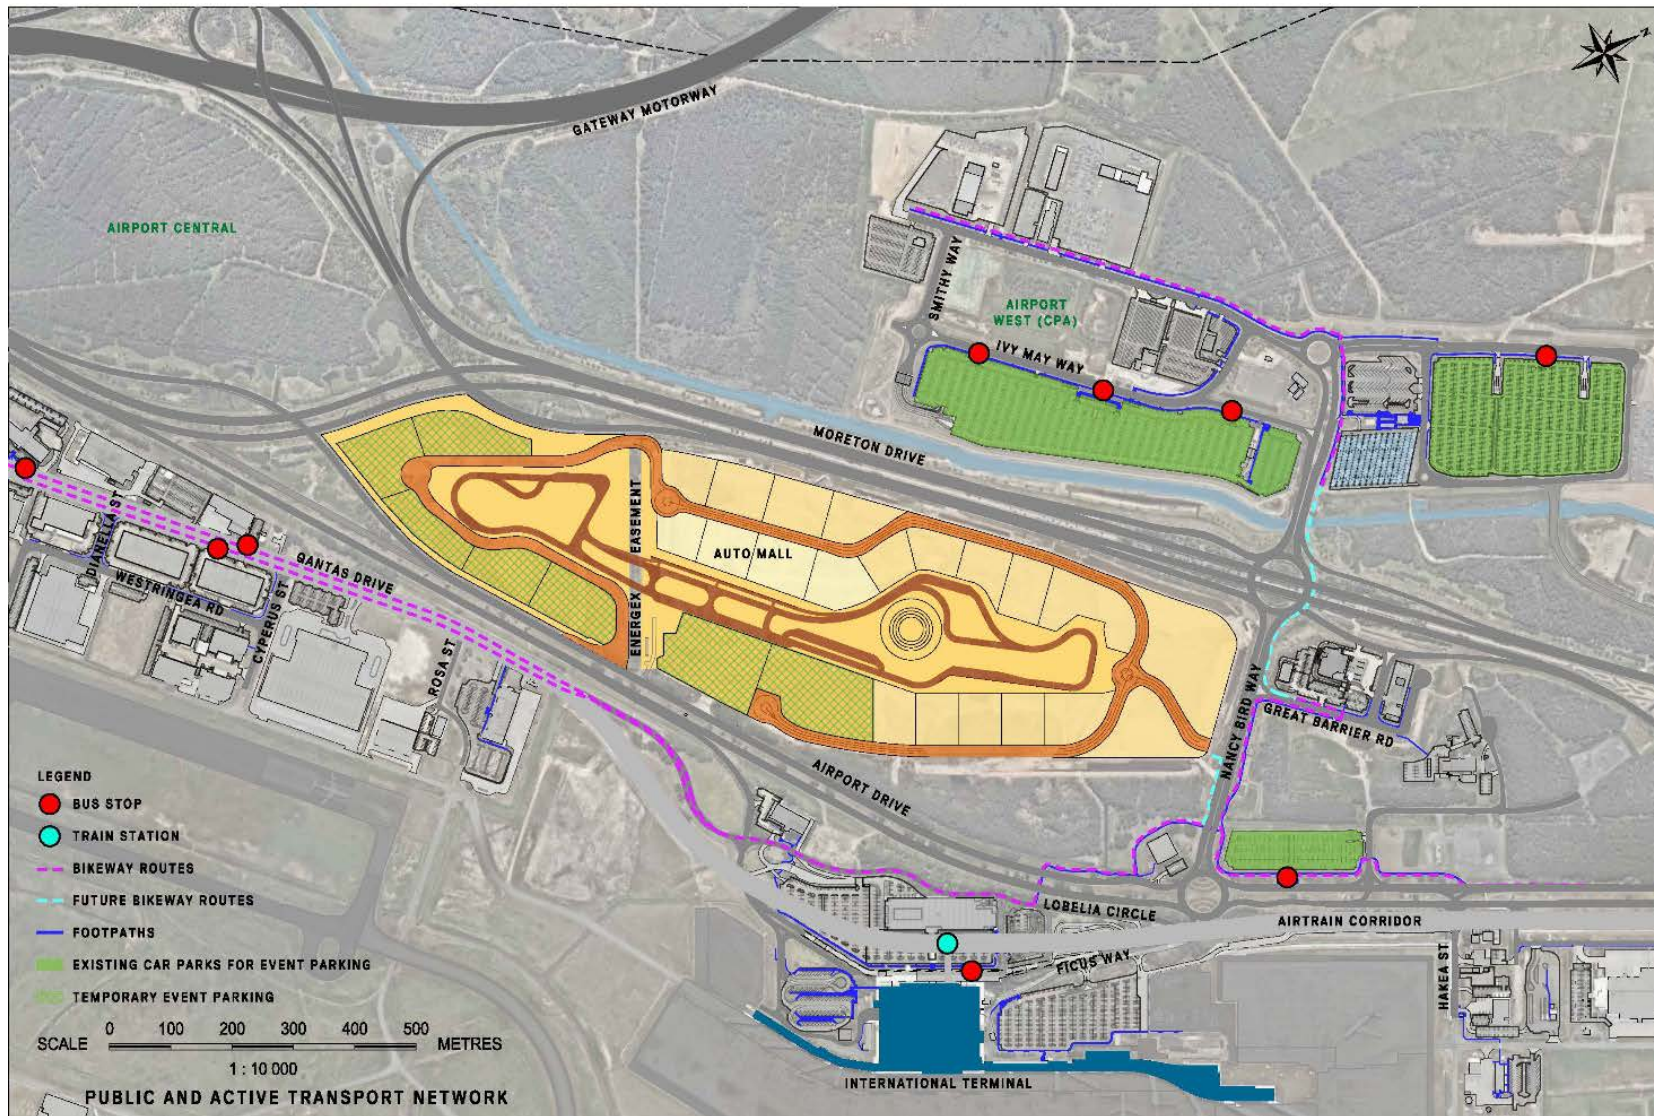 N
GATEWAY MOTORWAY
AIRPORT CENTRAL
SMITHY WAY
AIRPORT
WEST (CPA)
IVY MAY WAY
MORETON DRIVE
ENERGEX EASEMENT
AUTO MALL
DIANELLA ST
WESTRINGEA RD
CYPERUS ST
QANTAS DRIVE
ROSA ST
NANCY BIRD WAY
GREAT BARRIER RD
AIRPORT DRIVE
LOBELIA CIRCLE
AIRTRAIN CORRIDOR
FICUS WAY
HAKEA ST
INTERNATIONAL TERMINAL
LEGEND
BUS STOP
TRAIN STATION
BIKEWAY ROUTES
FUTURE BIKEWAY ROUTES
FOOTPATHS
EXISTING CAR PARKS FOR EVENT PARKING
TEMPORARY EVENT PARKING
0 100 200 300 400 500
SCALE METRES
1 : 10 000
PUBLIC AND ACTIVE TRANSPORT NETWORK